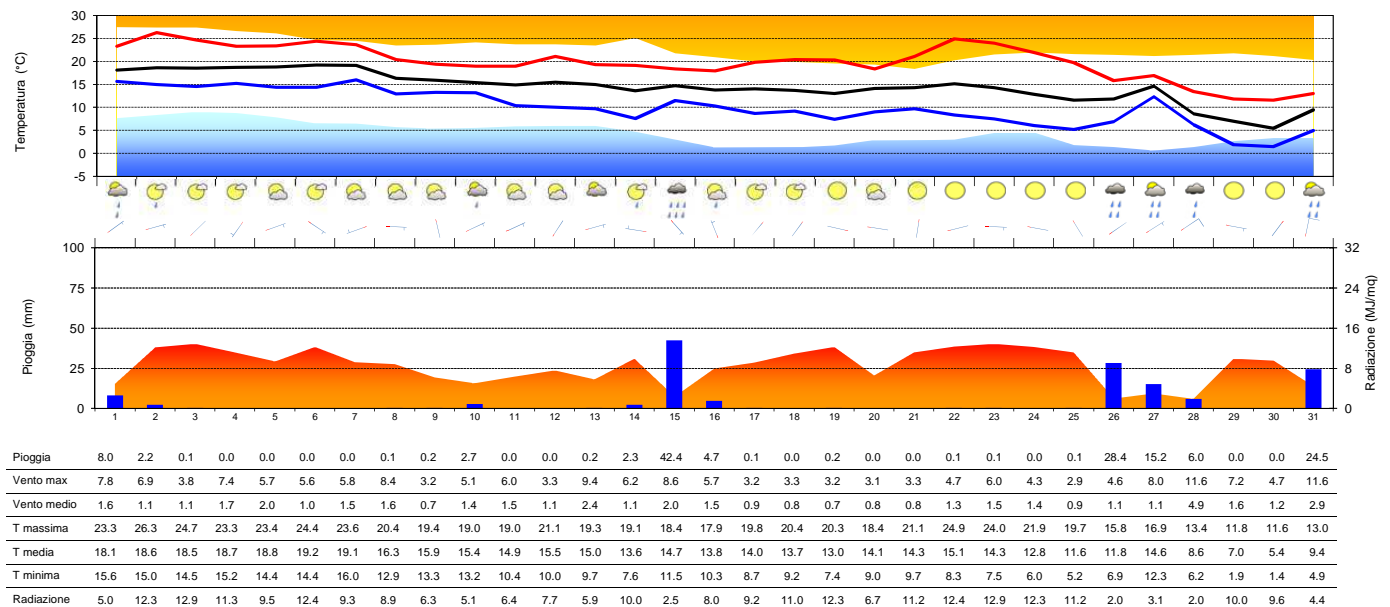 30
25
20
15
10
5
0
-5
Temperatura (°C)
100
75
50
25
0
Pioggia (mm)
32
24
16
8
0
Radiazione (MJ/mq)
1 2 3 4 5 6 7 8 9 10 11 12 13 14 15 16 17 18 19 20 21 22 23 24 25 26 27 28 29 30 31
Pioggia 8.0 2.2 0.1 0.0 0.0 0.0 0.0 0.1 0.2 2.7 0.0 0.0 0.2 2.3 42.4 4.7 0.1 0.0 0.2 0.0 0.0 0.1 0.1 0.0 0.1 28.4 15.2 6.0 0.0 0.0 24.5
Vento max 7.8 6.9 3.8 7.4 5.7 5.6 5.8 8.4 3.2 5.1 6.0 3.3 9.4 6.2 8.6 5.7 3.2 3.3 3.2 3.1 3.3 4.7 6.0 4.3 2.9 4.6 8.0 11.6 7.2 4.7 11.6
Vento medio 1.6 1.1 1.1 1.7 2.0 1.0 1.5 1.6 0.7 1.4 1.5 1.1 2.4 1.1 2.0 1.5 0.9 0.8 0.7 0.8 0.8 1.3 1.5 1.4 0.9 1.1 1.1 4.9 1.6 1.2 2.9
T massima 23.3 26.3 24.7 23.3 23.4 24.4 23.6 20.4 19.4 19.0 19.0 21.1 19.3 19.1 18.4 17.9 19.8 20.4 20.3 18.4 21.1 24.9 24.0 21.9 19.7 15.8 16.9 13.4 11.8 11.6 13.0
T media 18.1 18.6 18.5 18.7 18.8 19.2 19.1 16.3 15.9 15.4 14.9 15.5 15.0 13.6 14.7 13.8 14.0 13.7 13.0 14.1 14.3 15.1 14.3 12.8 11.6 11.8 14.6 8.6 7.0 5.4 9.4
T minima 15.6 15.0 14.5 15.2 14.4 14.4 16.0 12.9 13.3 13.2 10.4 10.0 9.7 7.6 11.5 10.3 8.7 9.2 7.4 9.0 9.7 8.3 7.5 6.0 5.2 6.9 12.3 6.2 1.9 1.4 4.9
Radiazione 5.0 12.3 12.9 11.3 9.5 12.4 9.3 8.9 6.3 5.1 6.4 7.7 5.9 10.0 2.5 8.0 9.2 11.0 12.3 6.7 11.2 12.4 12.9 12.3 11.2 2.0 3.1 2.0 10.0 9.6 4.4